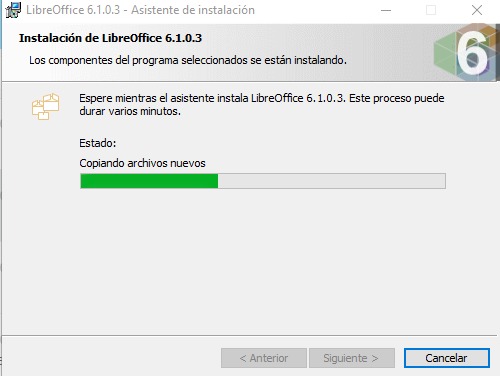 LibreOffice 6.1.0.3 - Asistente de instalación
Instalación de LibreOffice 6.1.0.3
Los componentes del programa seleccionados se están instalando.
6
Espere mientras el asistente instala LibreOffice 6.1.0.3. Este proceso puede
durar varios minutos.
Estado:
Copiando archivos nuevos
< Anterior
Siguiente >
Cancelar